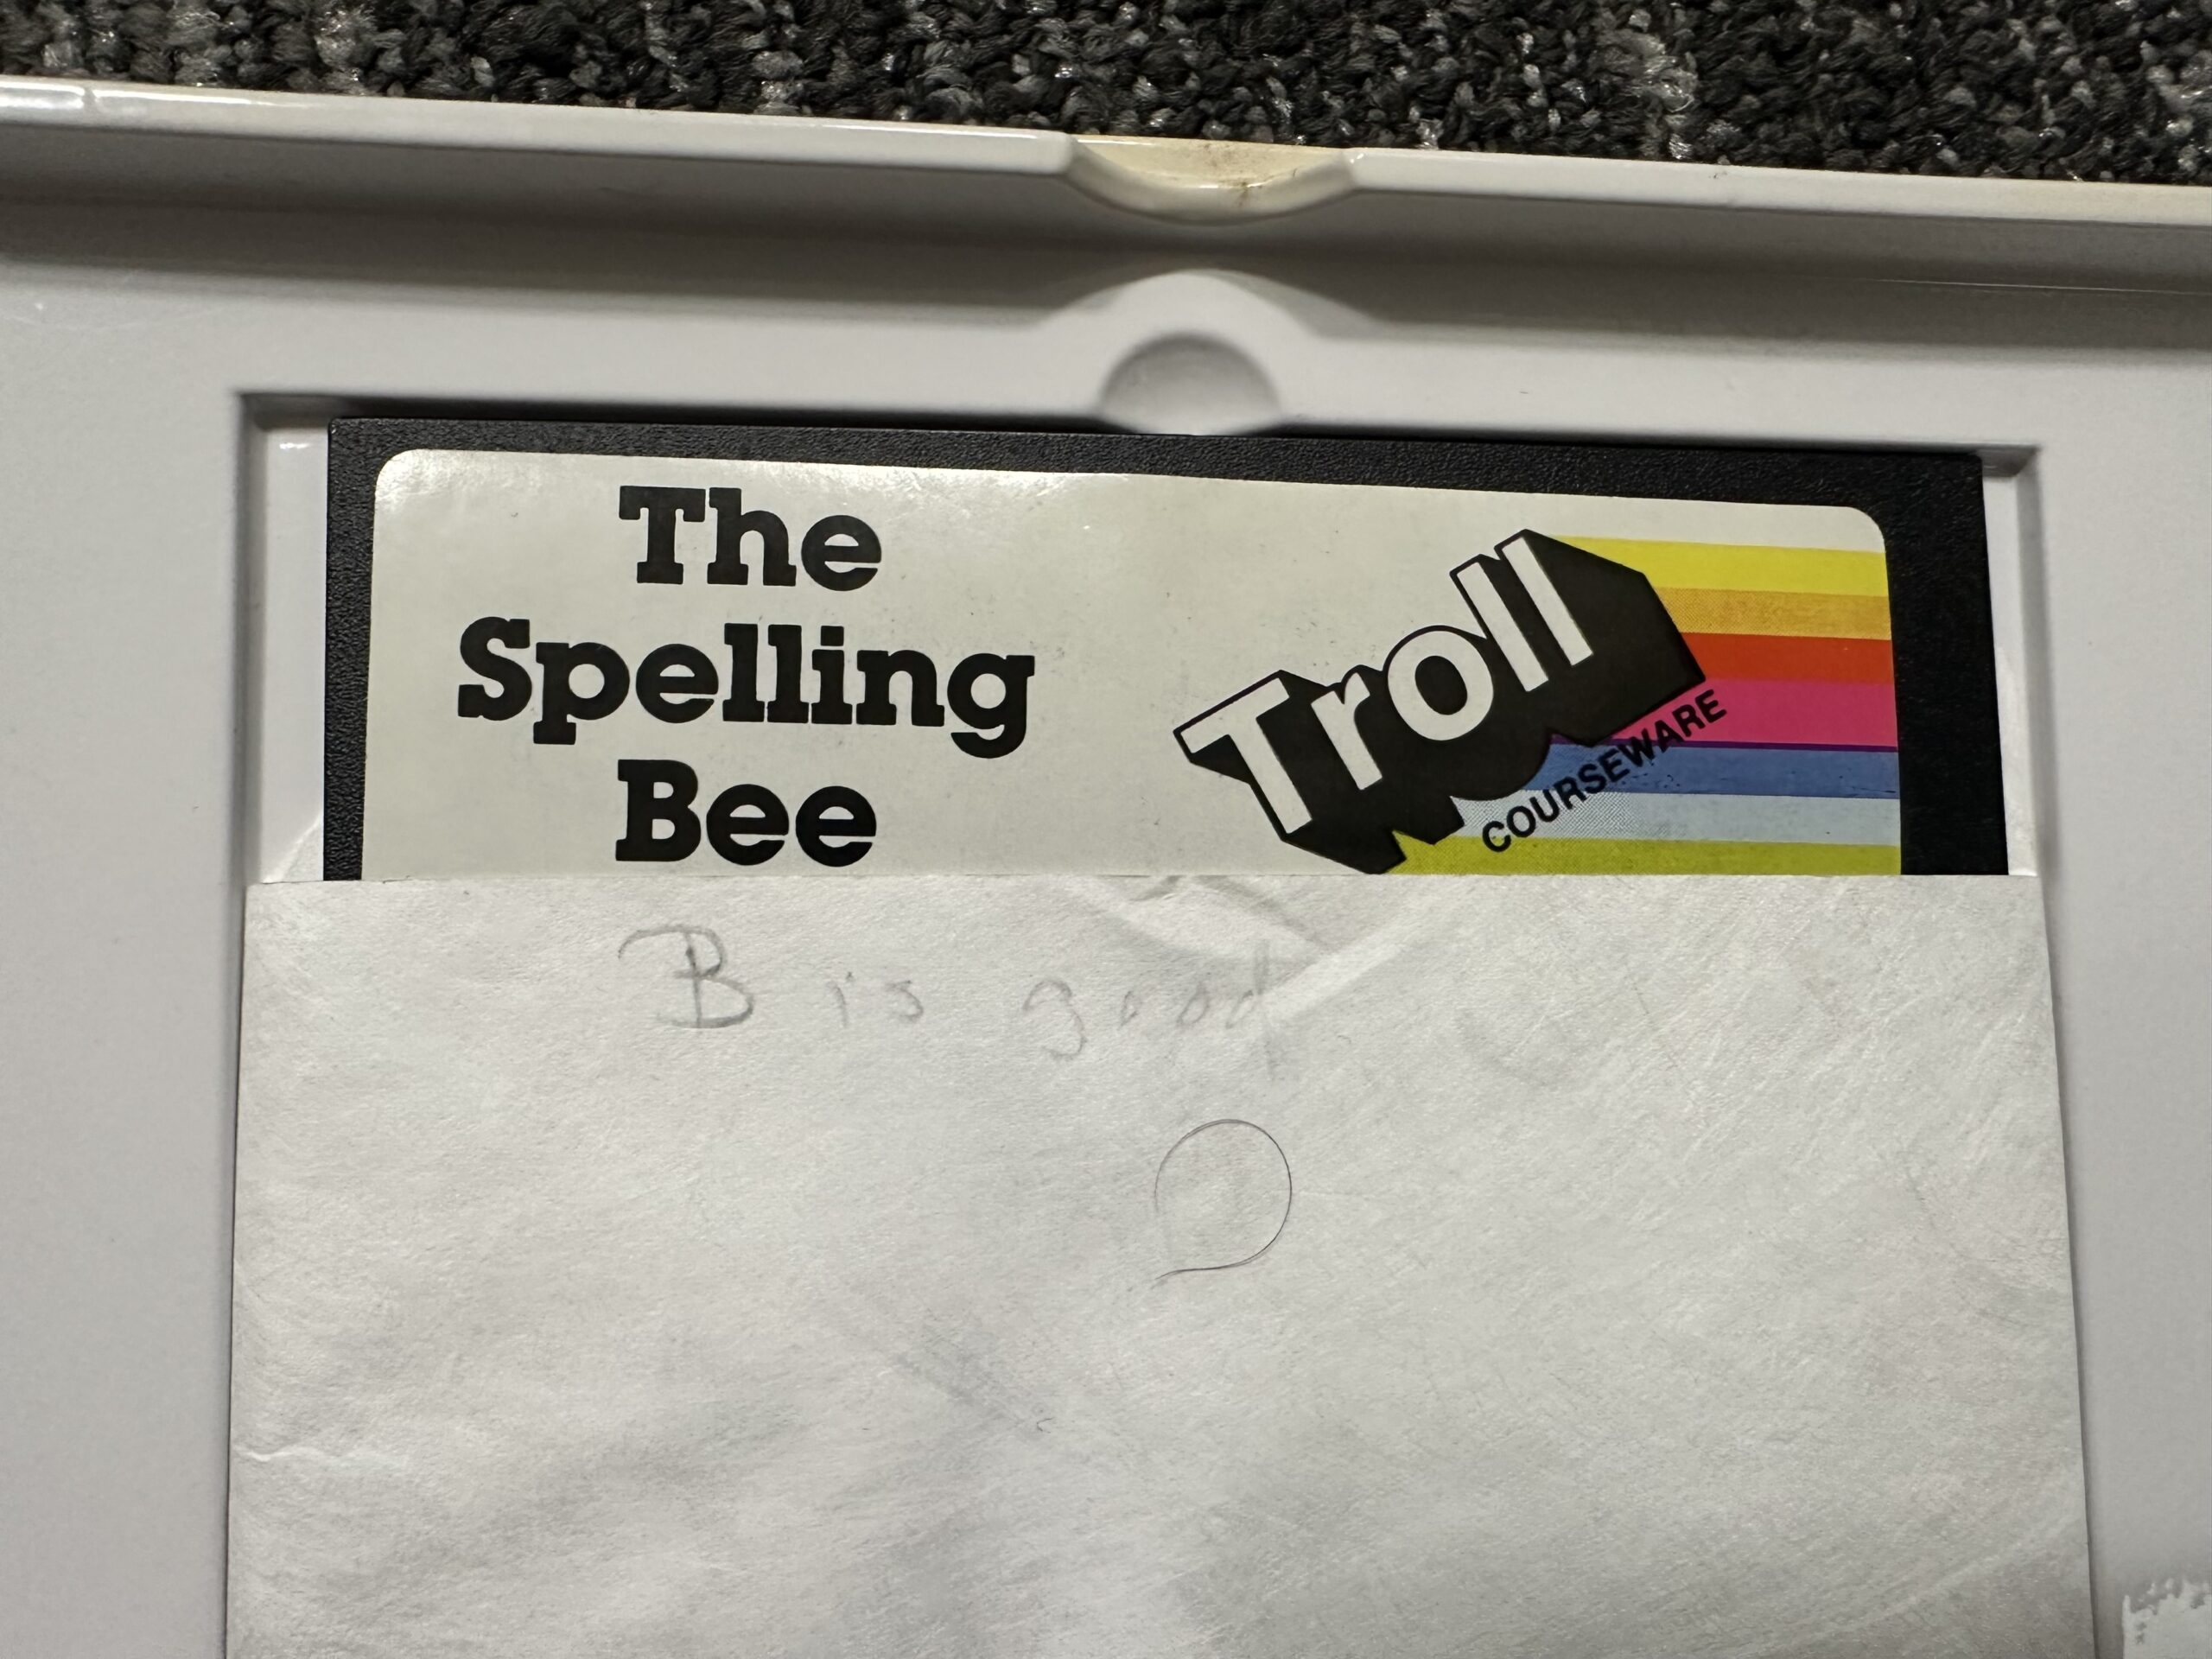 The
Spelling
Bee
Troll
COURSEWARE
B is good